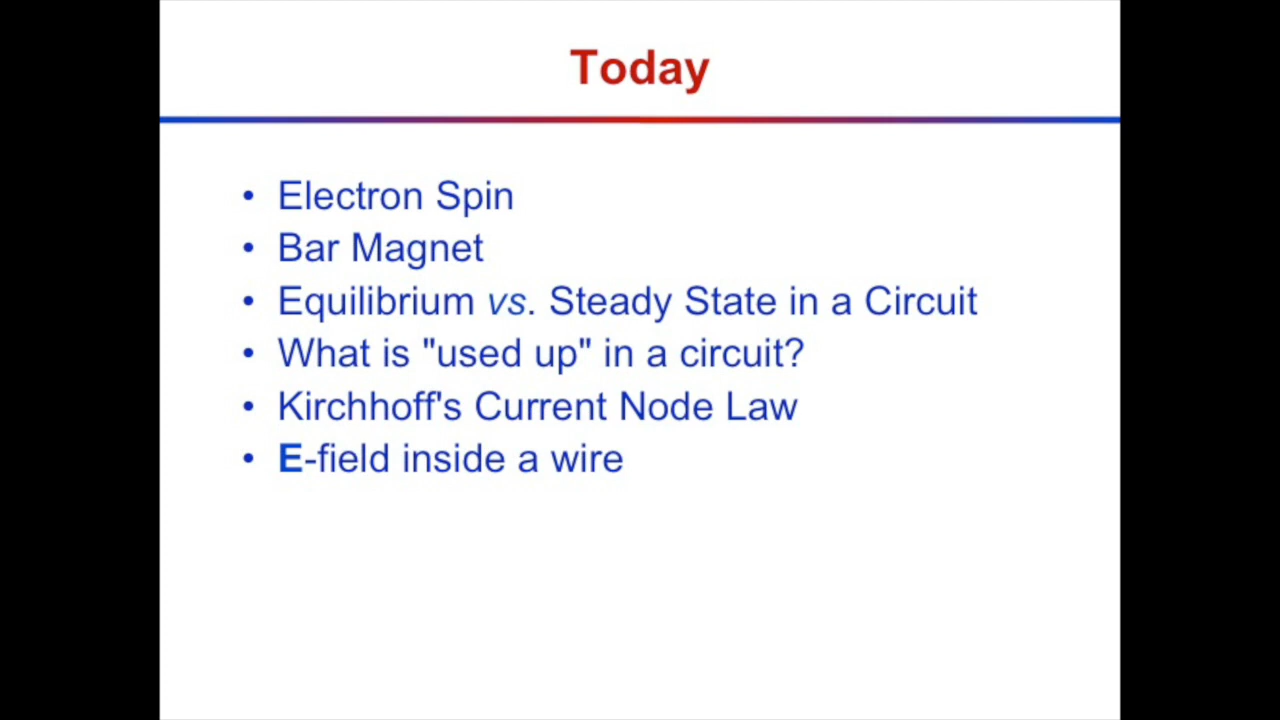 Today
• Electron Spin
• Bar Magnet
• Equilibrium vs. Steady State in a Circuit
• What is "used up" in a circuit?
• Kirchhoff's Current Node Law
• E-field inside a wire